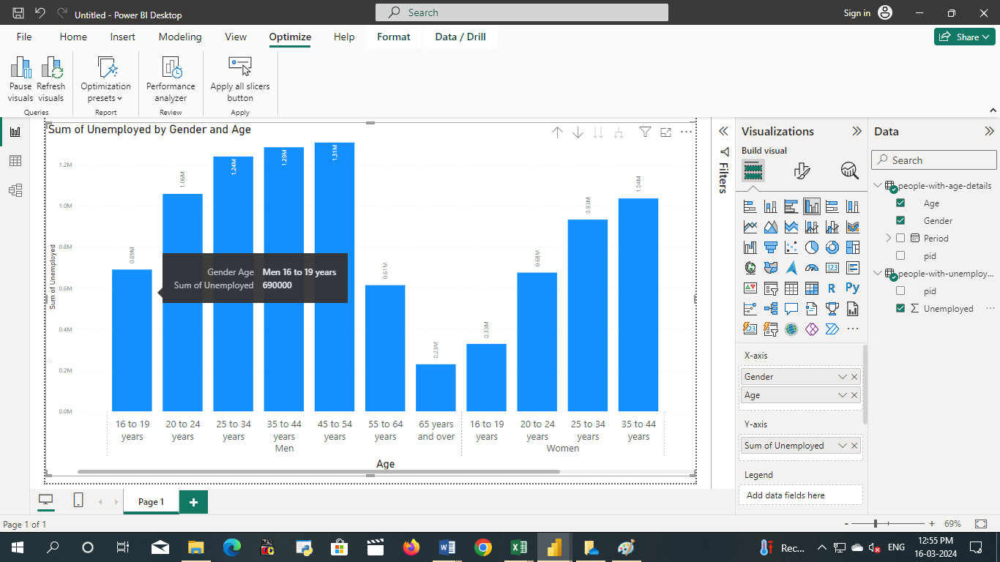 Untitled - Power BI Desktop
Search
Sign in
File
Home
Insert
Modeling
View
Optimize
Help
Format
Data / Drill
Share
Pause visuals
Refresh visuals
Optimization presets
Performance analyzer
Apply all slicers button
Queries
Report
Review
Apply
Sum of Unemployed by Gender and Age
Sum of Unemployed
1.2M
1.0M
0.8M
0.6M
0.4M
0.2M
0.0M
0.69M
1.06M
1.24M
1.29M
1.31M
0.61M
0.23M
0.33M
0.68M
0.93M
1.04M
Gender Age Men 16 to 19 years
Sum of Unemployed 690000
16 to 19 years
20 to 24 years
25 to 34 years
35 to 44 years
45 to 54 years
55 to 64 years
65 years and over
16 to 19 years
20 to 24 years
25 to 34 years
35 to 44 years
Men
Women
Age
Filters
Visualizations
Build visual
123
R
Py
123
X-axis
Gender
Age
Y-axis
Sum of Unemployed
Legend
Add data fields here
Data
Search
people-with-age-details
Age
Gender
Period
pid
people-with-unemploy...
pid
Unemployed
Page 1
Page 1 of 1
- + 69%
Rec...
ENG
12:55 PM
16-03-2024